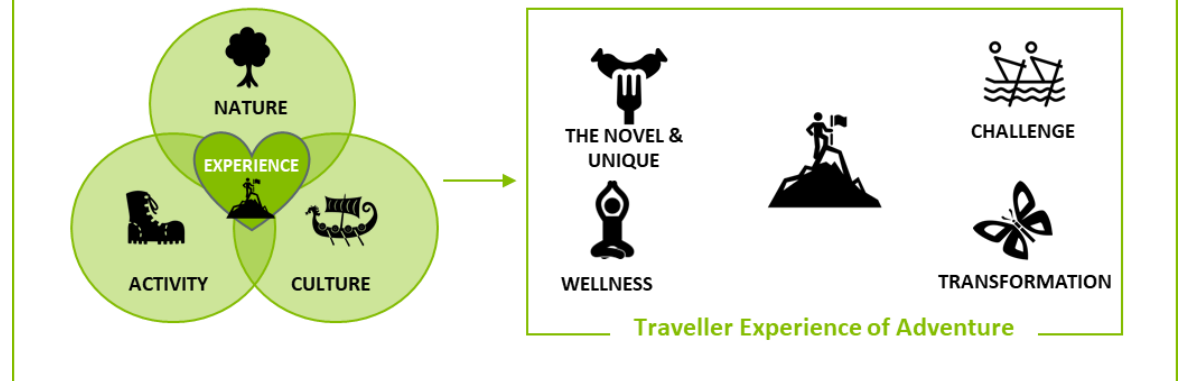 NATURE
EXPERIENCE
ACTIVITY
CULTURE
THE NOVEL &
UNIQUE
CHALLENGE
WELLNESS
TRANSFORMATION
Traveller Experience of Adventure